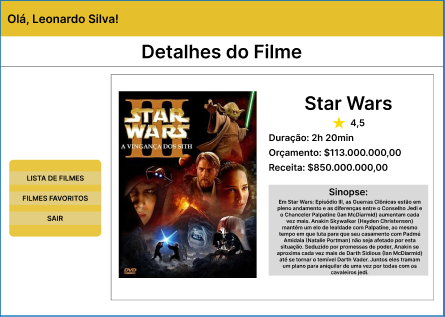 Olá, Leonardo Silva!
Detalhes do Filme
LISTA DE FILMES
FILMES FAVORITOS
SAIR
STAR
III
WARS
A VINGANÇA DOS SITH
DVD
Star Wars
4,5
Duração: 2h 20min
Orçamento: $113.000.000,00
Receita: $850.000.000,00
Sinopse:
Em Star Wars: Episódio III, as Guerras Clônicas estão em
pleno andamento e as diferenças entre o Conselho Jedi e
o Chanceler Palpatine (Ian McDiarmid) aumentam cada
vez mais. Anakin Skywalker (Hayden Christensen)
mantém um elo de lealdade com Palpatine, ao mesmo
tempo em que luta para que seu casamento com Padmé
Amidala (Natalie Portman) não seja afetado por esta
situação. Seduzido por promessas de poder, Anakin se
aproxima cada vez mais de Darth Sidious (Ian McDiarmid)
até se tornar o temível Darth Vader. Juntos eles tramam
um plano para aniquilar de uma vez por todas com os
cavaleiros jedi.